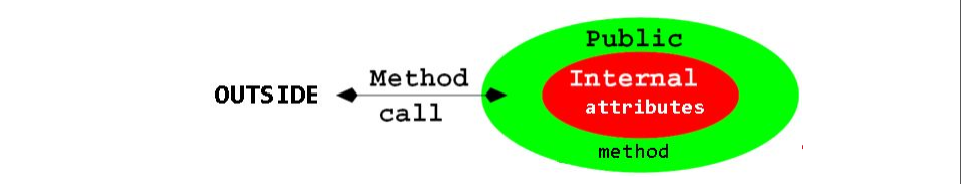 Public
Method
Internal
OUTSIDE
attributes
call
method